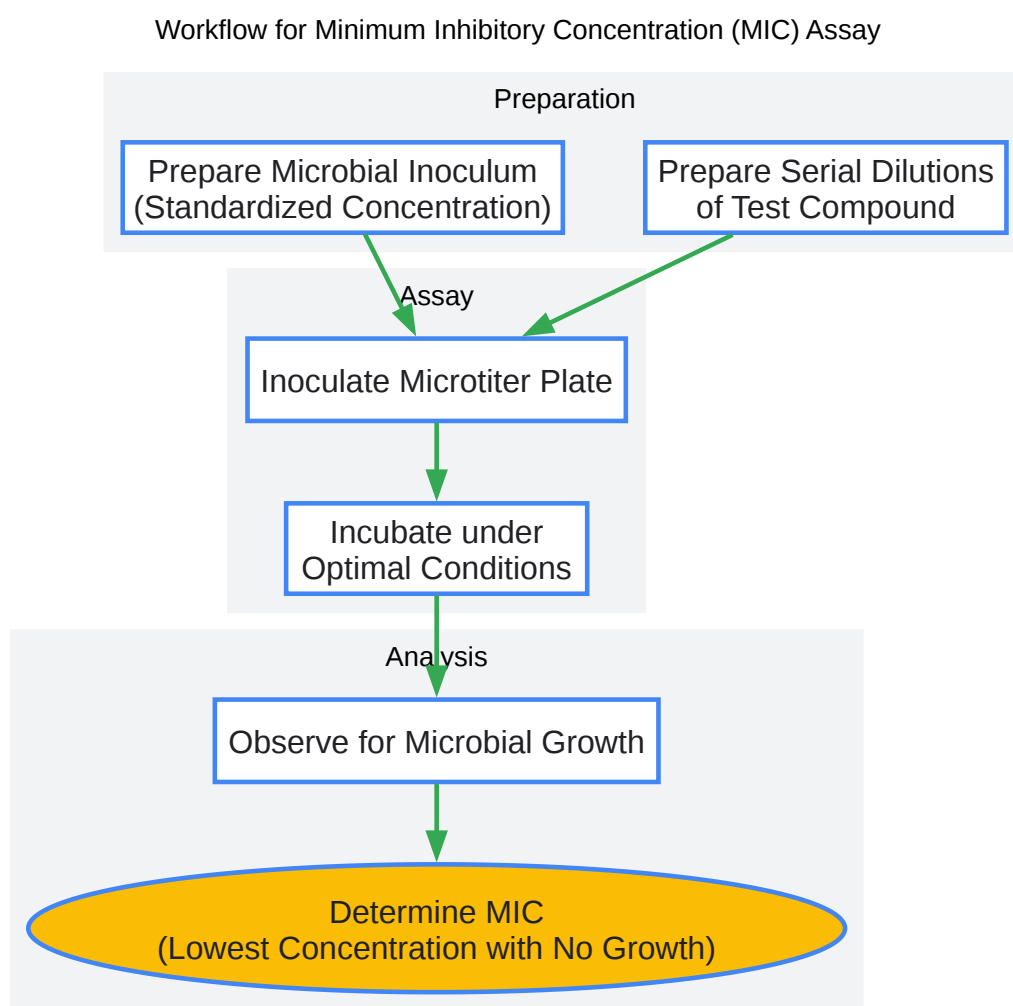 Workflow for Minimum Inhibitory Concentration (MIC) Assay
Preparation
Prepare Microbial Inoculum
(Standardized Concentration)
Prepare Serial Dilutions
of Test Compound
Assay
Inoculate Microtiter Plate
Incubate under
Optimal Conditions
Analysis
Observe for Microbial Growth
Determine MIC
(Lowest Concentration with No Growth)